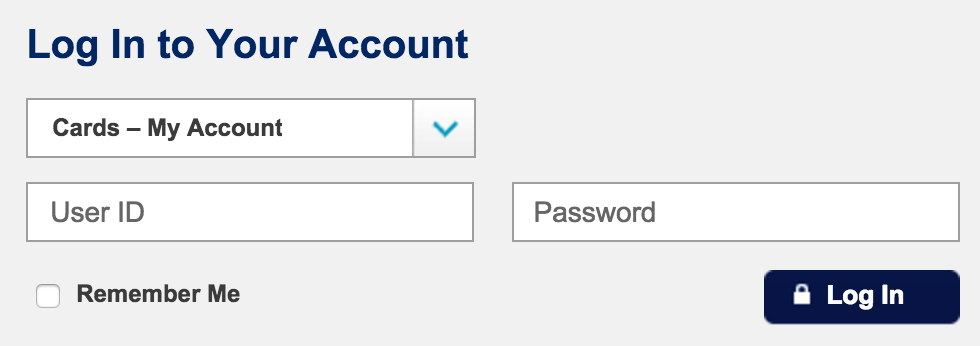 Log In to Your Account
Cards – My Account
User ID
Password
Remember Me
Log In